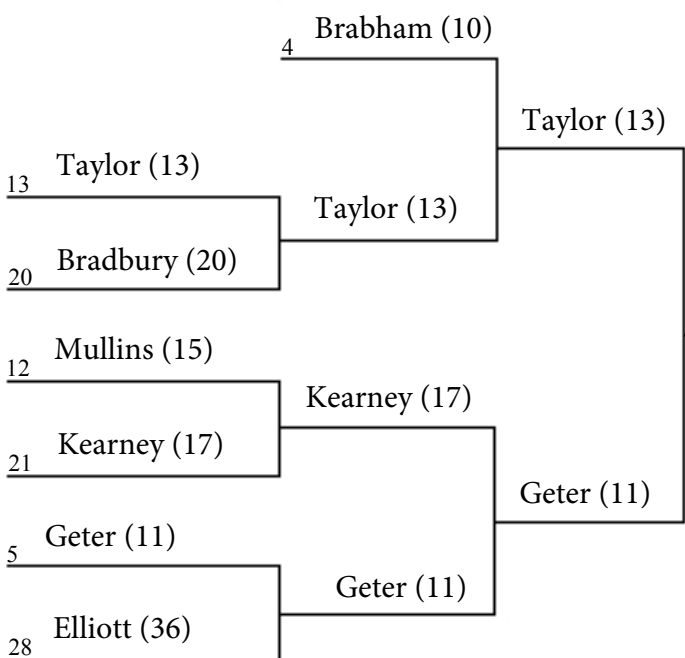 Brabham (10)
4
Taylor (13)
Taylor (13)
13
Taylor (13)
Bradbury (20)
20
Mullins (15)
12
Kearney (17)
Kearney (17)
21
Geter (11)
Geter (11)
5
Geter (11)
Elliott (36)
28